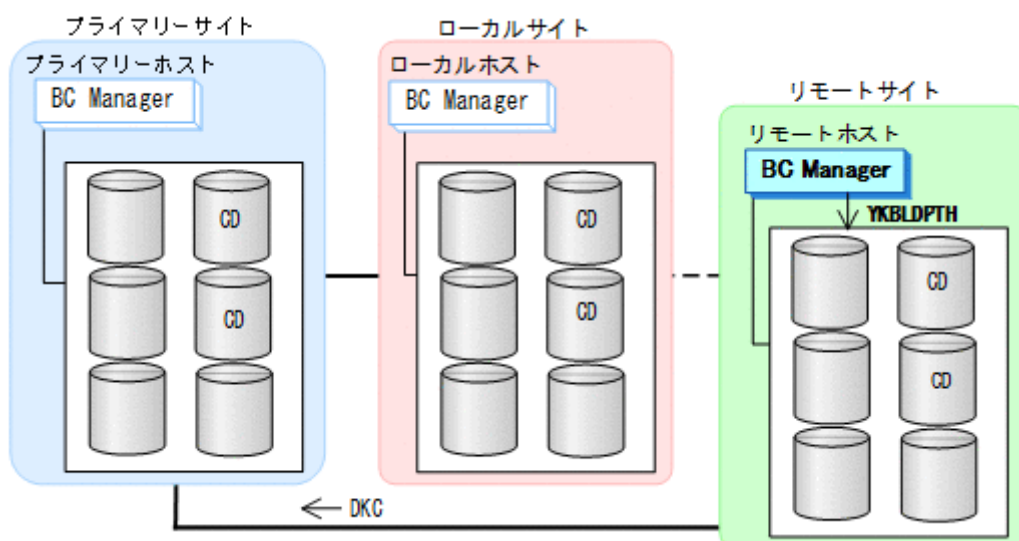 プライマリーサイト
プライマリーホスト
BC Manager
CD
CD
ローカルサイト
ローカルホスト
BC Manager
CD
CD
リモートサイト
リモートホスト
BC Manager
YKBLDPTH
CD
CD
DKC